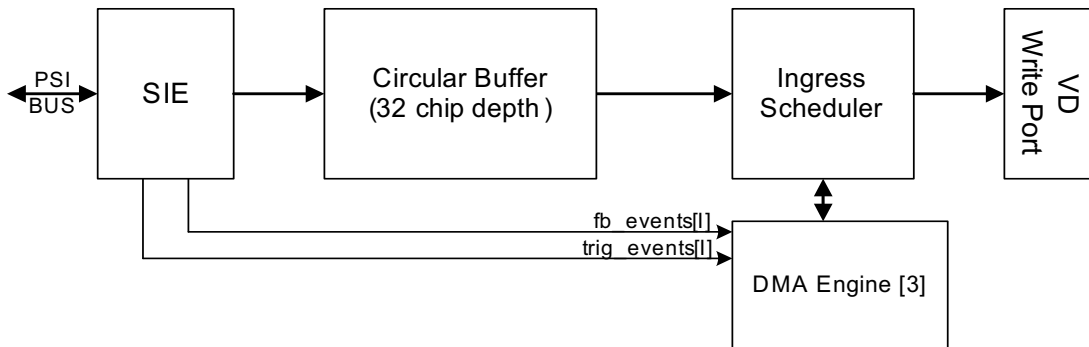 PSI
BUS
SIE
Circular Buffer
(32 chip depth )
Ingress
Scheduler
VD
Write Port
fb_events[I]
trig_events[I]
DMA Engine [3]